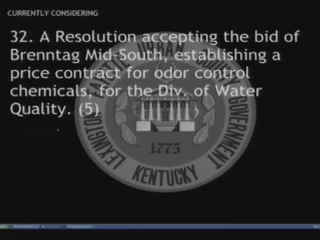 CURRENTLY CONSIDERING
32. A Resolution accepting the bid of
Brenntag Mid-South, establishing a
price contract for odor control
chemicals, for the Div. of Water
Quality. (5)
URBAN
GOVERNMENT
LEXINGTON
1775
KENTUCKY